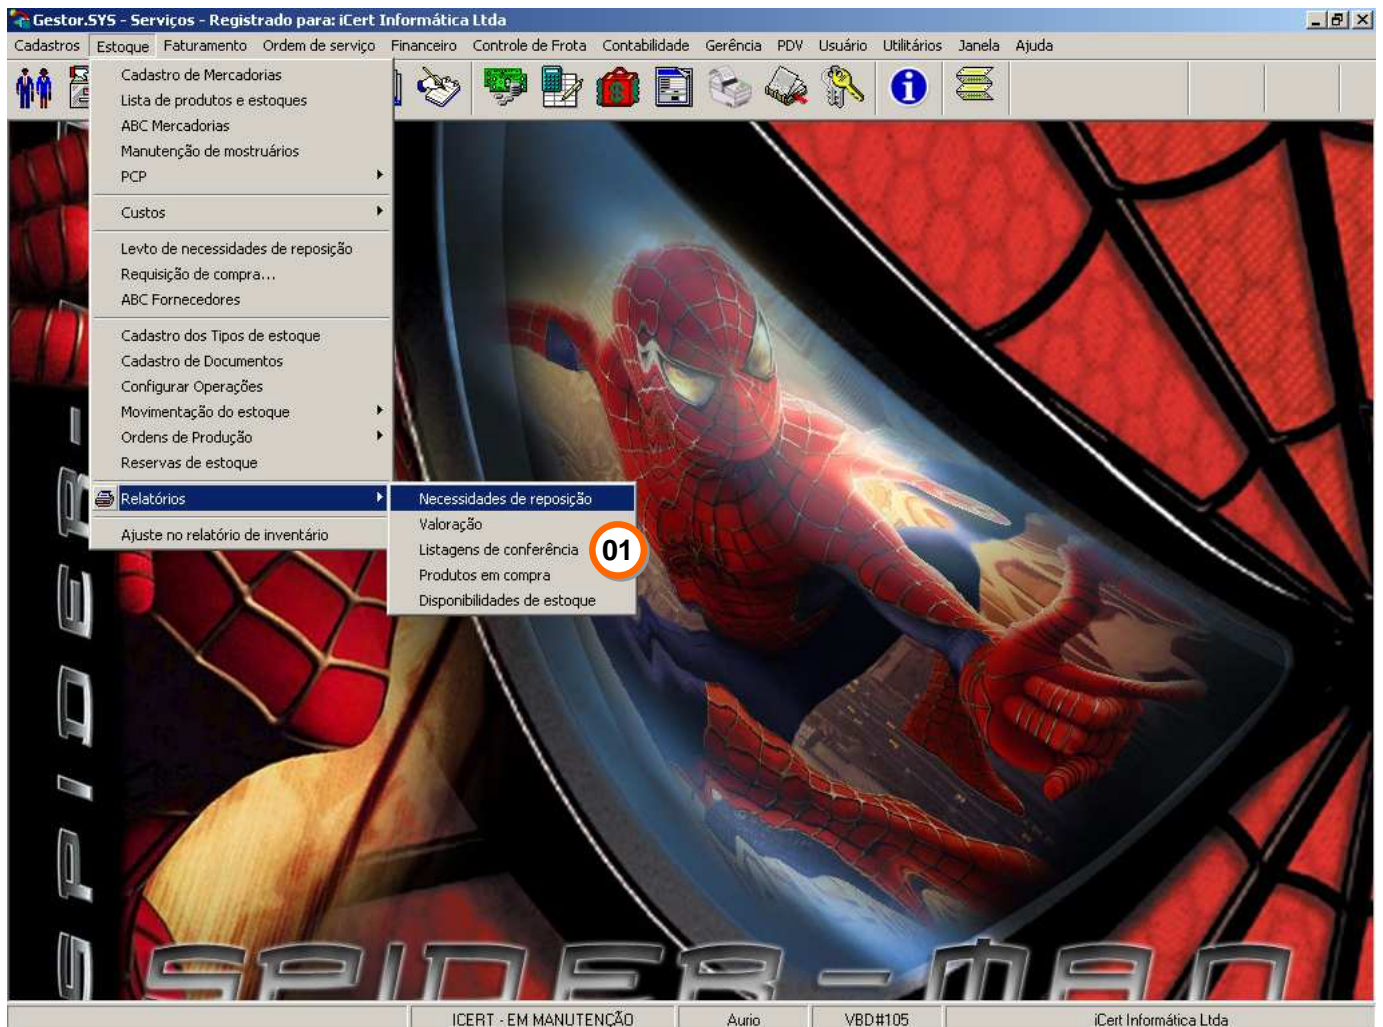 Gestor.SYS - Serviços - Registrado para: iCert Informática Ltda
Cadastros Estoque Faturamento Ordem de serviço Financeiro Controle de Frota Contabilidade Gerência PDV Usuário Utilitários Janela Ajuda
Cadastro de Mercadorias
Lista de produtos e estoques
ABC Mercadorias
Manutenção de mostruários
PCP
Custos
Levto de necessidades de reposição
Requisição de compra...
ABC Fornecedores
Cadastro dos Tipos de estoque
Cadastro de Documentos
Configurar Operações
Movimentação do estoque
Ordens de Produção
Reservas de estoque
Relatórios
Ajuste no relatório de inventário
Necessidades de reposição
Valoração
Listagens de conferência
Produtos em compra
Disponibilidades de estoque
01
SPIDER-
SPIDER-MAN
ICERT - EM MANUTENÇÃO Aurio VBD#105 iCert Informática Ltda